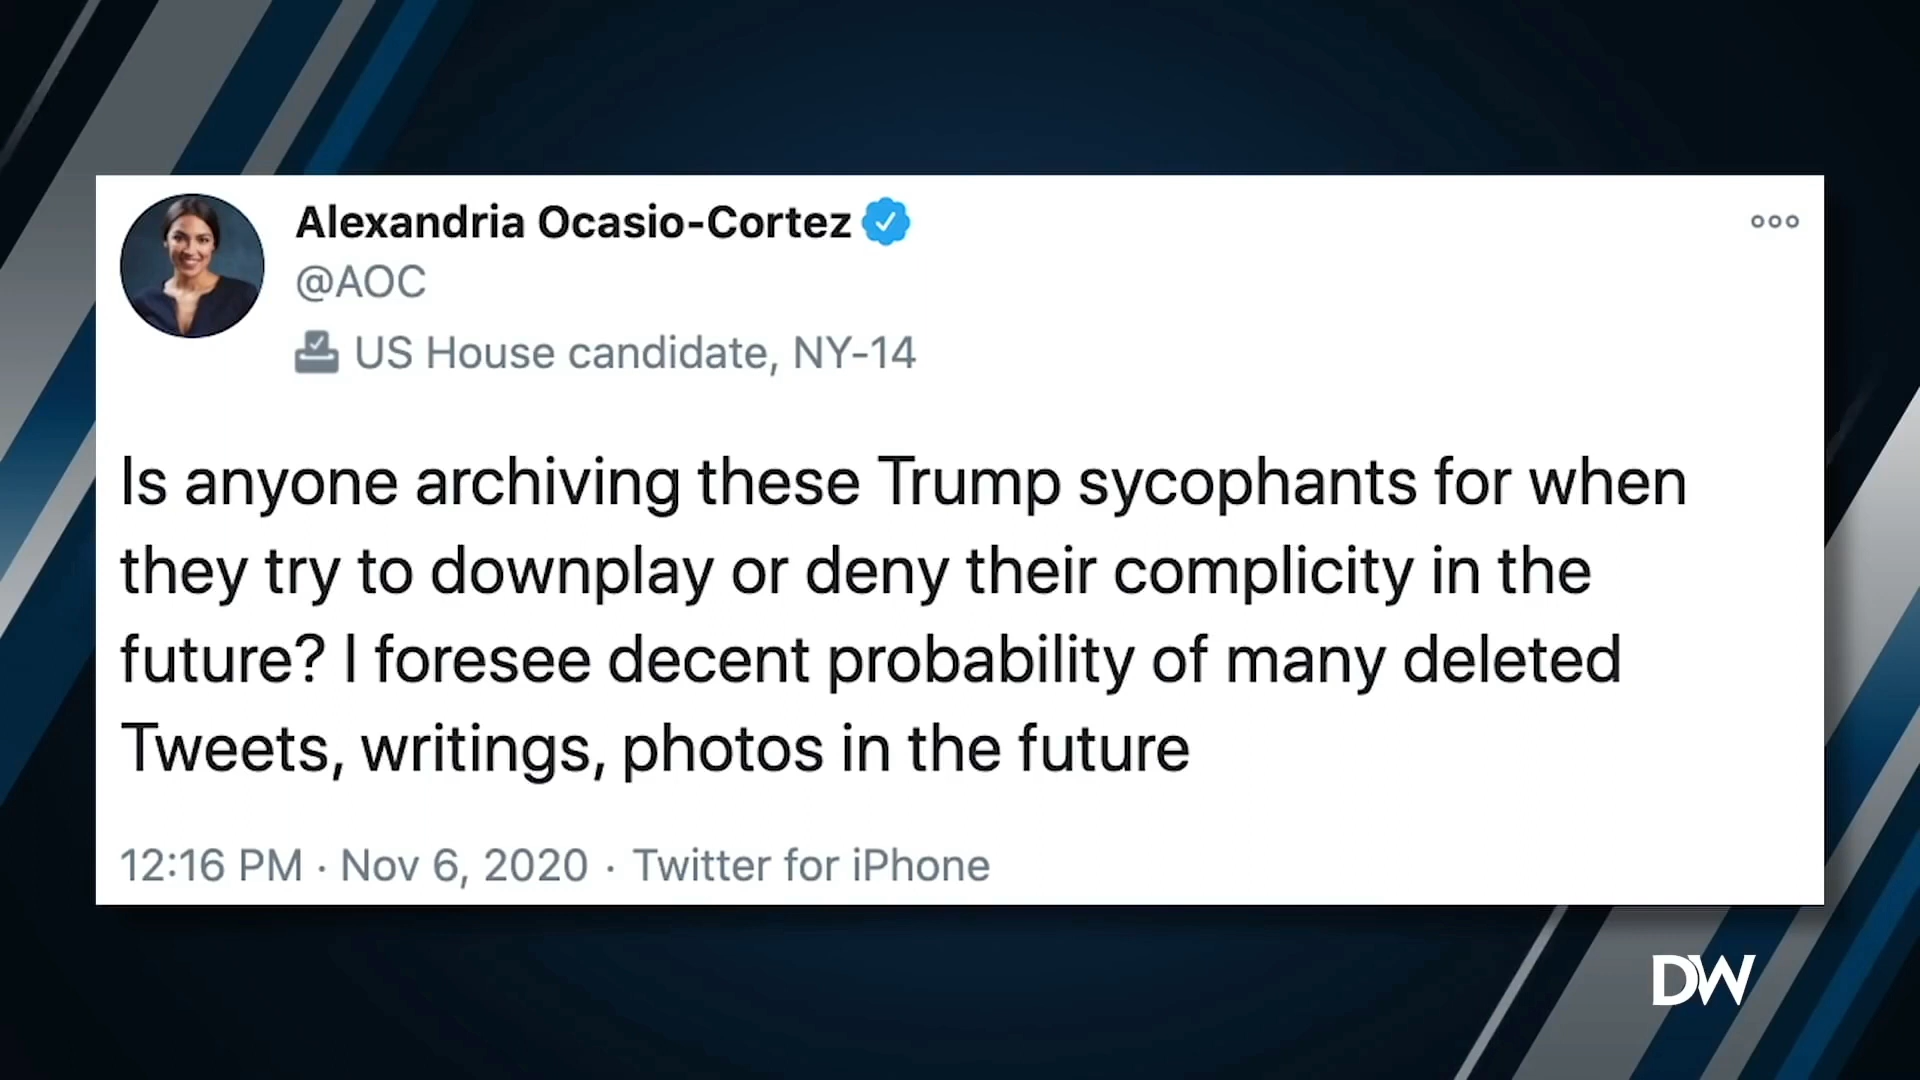 Alexandria Ocasio-Cortez
@AOC
US House candidate, NY-14
Is anyone archiving these Trump sycophants for when
they try to downplay or deny their complicity in the
future? I foresee decent probability of many deleted
Tweets, writings, photos in the future
12:16 PM · Nov 6, 2020 · Twitter for iPhone
DW